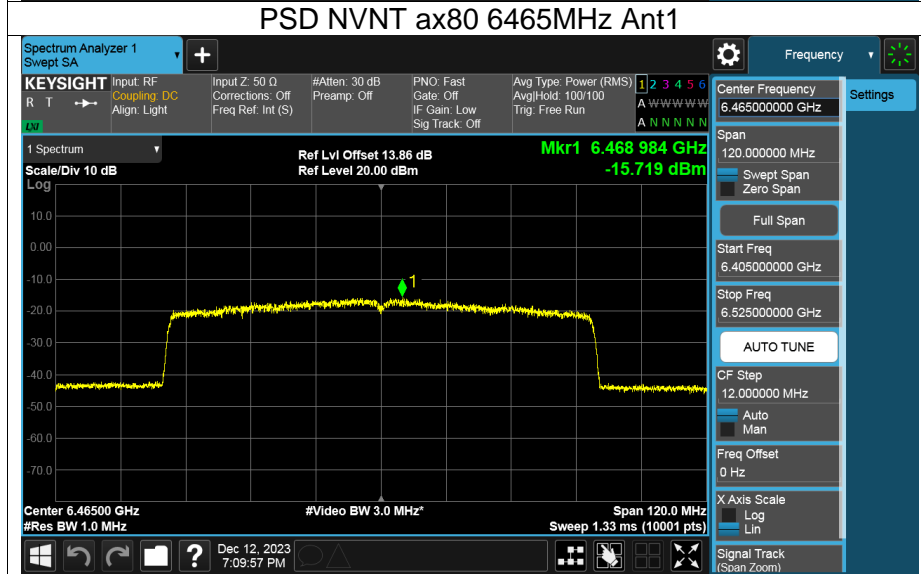 PSD NVNT ax80 6465MHz Ant1
Spectrum Analyzer 1
Swept SA
+
Frequency
KEYSIGHT
R T
LXI
Input: RF
Coupling: DC
Align: Light
Input Z: 50 Ω
Corrections: Off
Freq Ref: Int (S)
#Atten: 30 dB
Preamp: Off
PNO: Fast
Gate: Off
IF Gain: Low
Sig Track: Off
Avg Type: Power (RMS)
Avg|Hold: 100/100
Trig: Free Run
1 2 3 4 5 6
A W W W W W
A N N N N N
Center Frequency
6.465000000 GHz
Settings
Span
120.000000 MHz
Swept Span
Zero Span
Full Span
Start Freq
6.405000000 GHz
Stop Freq
6.525000000 GHz
AUTO TUNE
CF Step
12.000000 MHz
Auto
Man
Freq Offset
0 Hz
X Axis Scale
Log
Lin
Signal Track
(Span Zoom)
1 Spectrum
Scale/Div 10 dB
Log
Ref Lvl Offset 13.86 dB
Ref Level 20.00 dBm
Mkr1 6.468 984 GHz
-15.719 dBm
10.0
0.00
-10.0
-20.0
-30.0
-40.0
-50.0
-60.0
-70.0
1
Center 6.46500 GHz
#Res BW 1.0 MHz
#Video BW 3.0 MHz*
Span 120.0 MHz
Sweep 1.33 ms (10001 pts)
?
Dec 12, 2023
7:09:57 PM